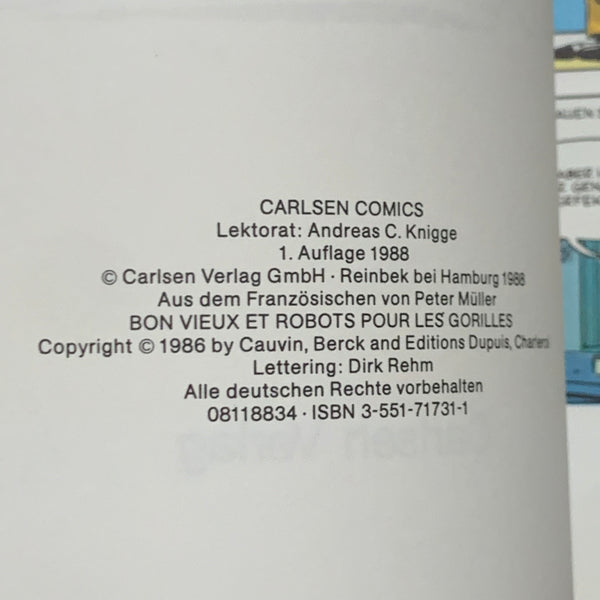 CARLSEN COMICS
Lektorat: Andreas C. Knigge
1. Auflage 1988
© Carlsen Verlag GmbH · Reinbek bei Hamburg 1988
Aus dem Französischen von Peter Müller
BON VIEUX ET ROBOTS POUR LES GORILLES
Copyright © 1986 by Cauvin, Berck and Editions Dupuis, Charleroi
Lettering: Dirk Rehm
Alle deutschen Rechte vorbehalten
08118834 · ISBN 3-551-71731-1